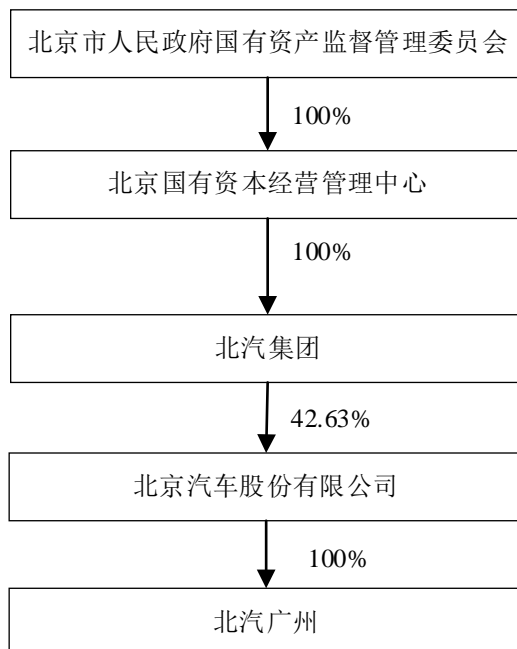 北京市人民政府国有资产监督管理委员会
100%
北京国有资本经营管理中心
100%
北汽集团
42.63%
北京汽车股份有限公司
100%
北汽广州